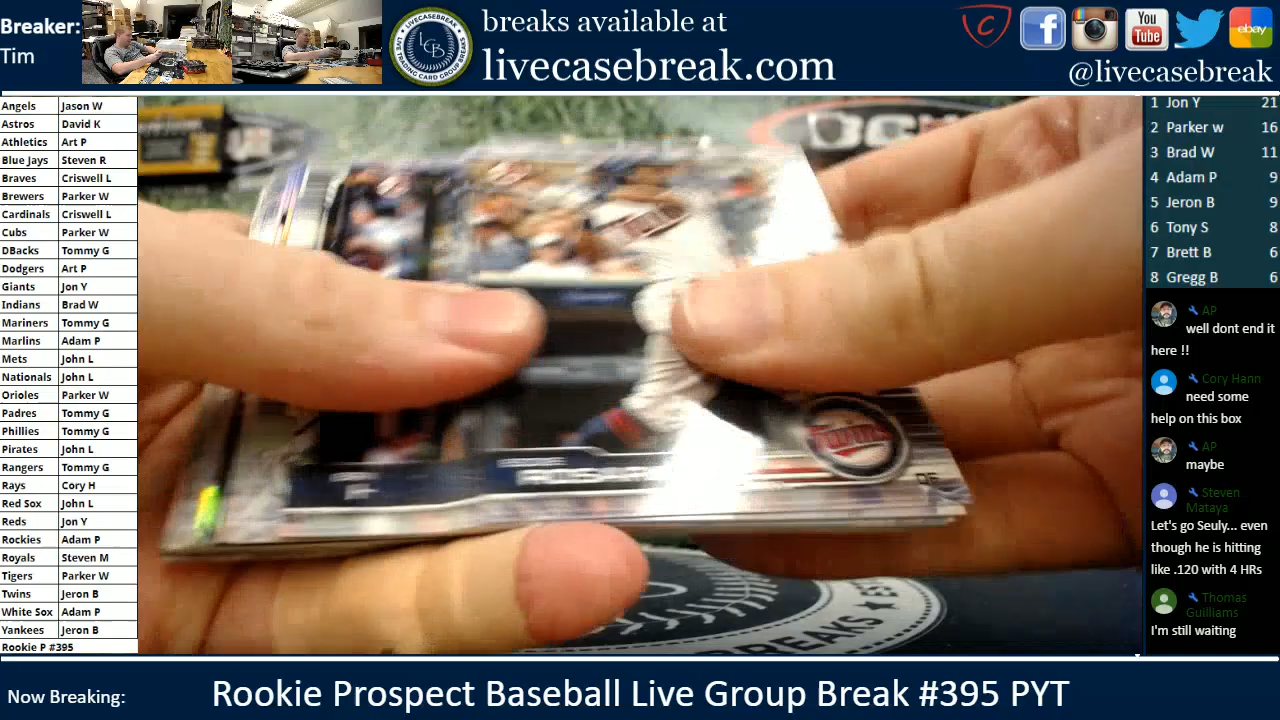 Breaker:
Tim
breaks available at
livecasebreak.com
LIVECASEBREAK
LCB
You
Tube
ebay
@livecasebreak
Angels Jason W
Astros David K
Athletics Art P
Blue Jays Steven R
Braves Criswell L
Brewers Parker W
Cardinals Criswell L
Cubs Parker W
DBacks Tommy G
Dodgers Art P
Giants Jon Y
Indians Brad W
Mariners Tommy G
Marlins Adam P
Mets John L
Nationals John L
Orioles Parker W
Padres Tommy G
Phillies Tommy G
Pirates John L
Rangers Tommy G
Rays Cory H
Red Sox John L
Reds Jon Y
Rockies Adam P
Royals Steven M
Tigers Parker W
Twins Jeron B
White Sox Adam P
Yankees Jeron B
Rookie P #395
Twins
BREAKS
1 Jon Y 21
2 Parker w 16
3 Brad W 11
4 Adam P 9
5 Jeron B 9
6 Tony S 8
7 Brett B 6
8 Gregg B 6
AP
well dont end it
here !!
Cory Hann
need some
help on this box
AP
maybe
Steven
Mataya
Let's go Seuly... even
though he is hitting
like .120 with 4 HRs
Thomas
Guilliams
I'm still waiting
Now Breaking:
Rookie Prospect Baseball Live Group Break #395 PYT